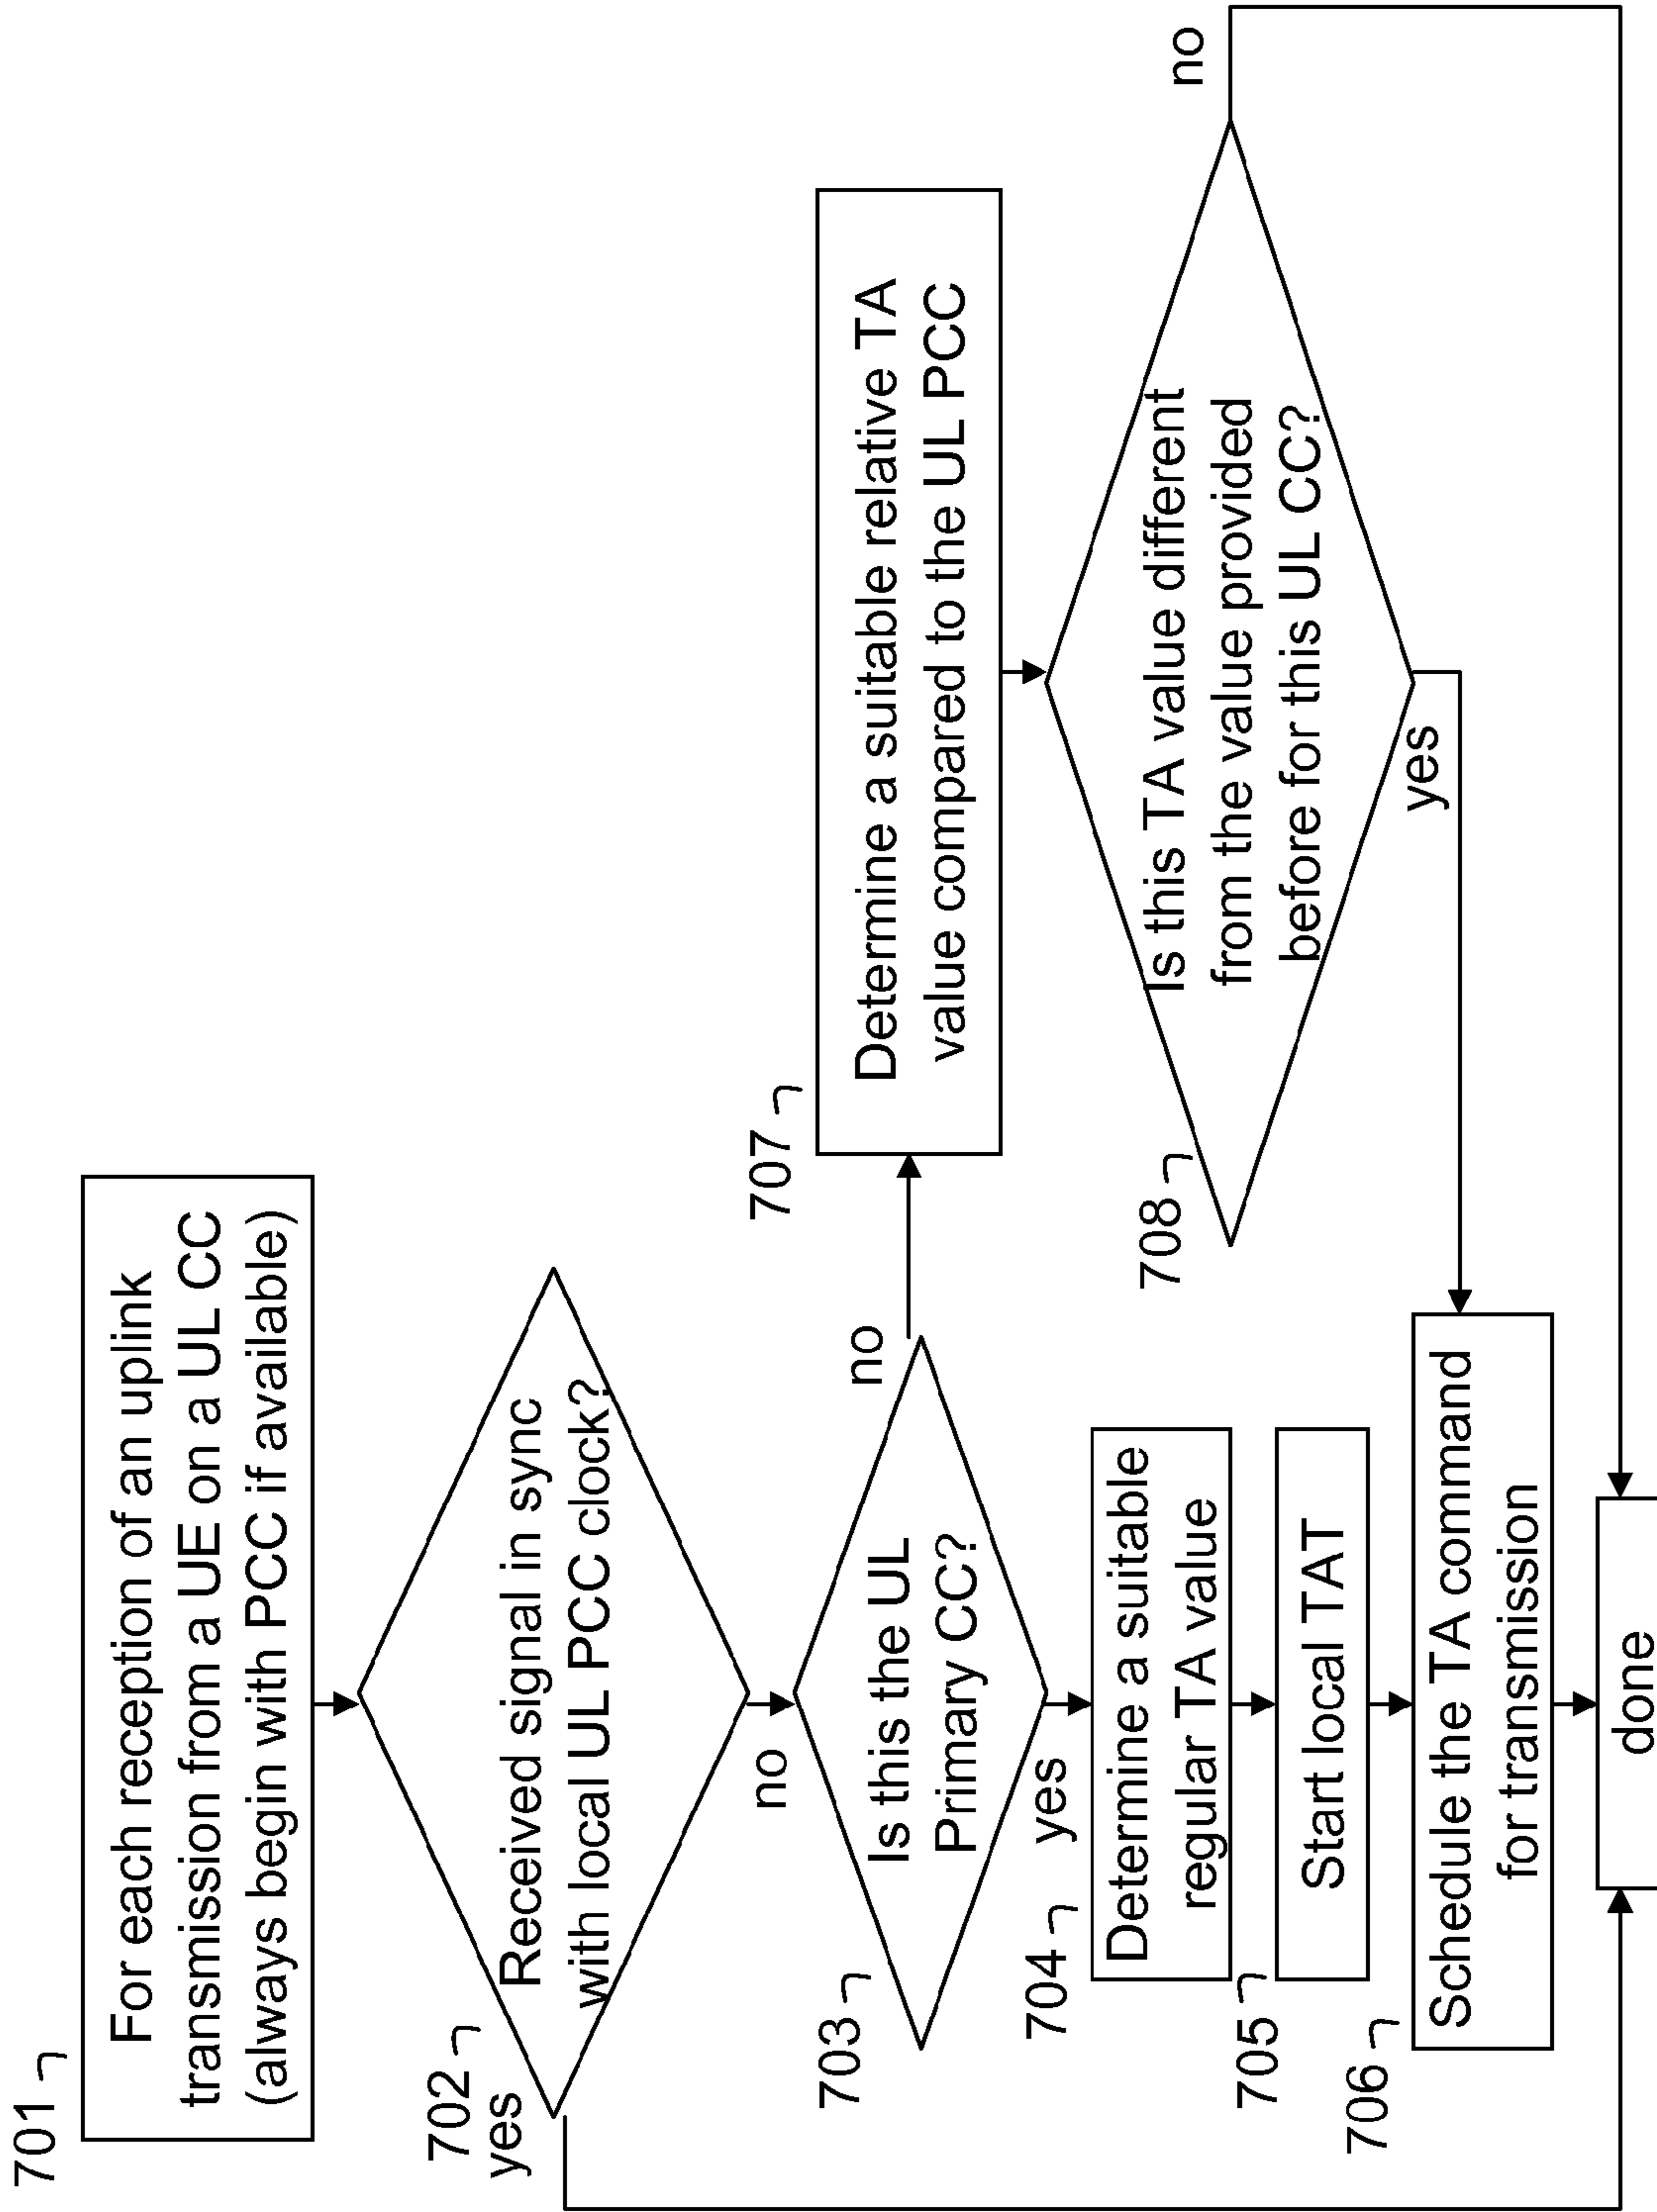 701
For each reception of an uplink
transmission from a UE on a UL CC
(always begin with PCC if available)
702
yes
Received signal in sync
with local UL PCC clock?
no
703
Is this the UL
Primary CC?
no
yes
704
Determine a suitable
regular TA value
705
Start local TAT
706
Schedule the TA command
for transmission
707
Determine a suitable relative TA
value compared to the UL PCC
708
Is this TA value different
from the value provided
before for this UL CC?
no
yes
done